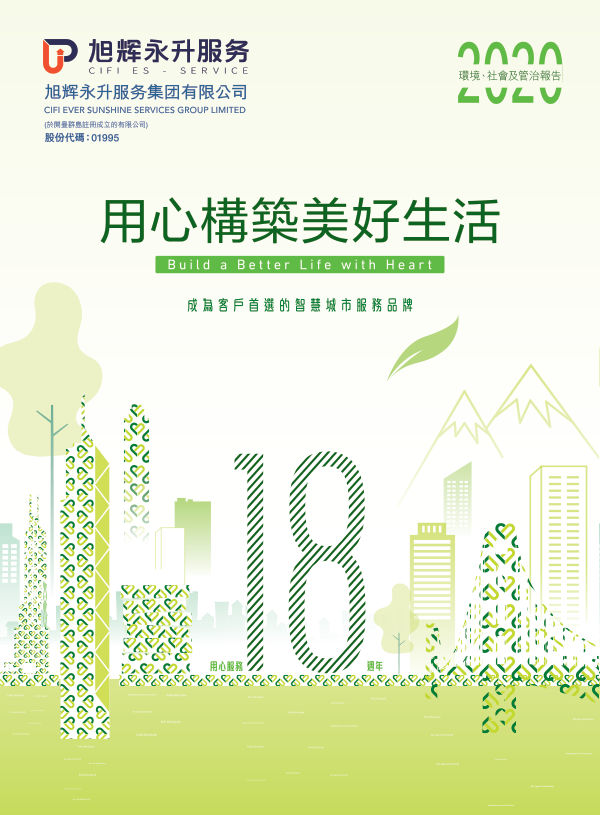 旭辉永升服务
CIFI ES - SERVICE
旭辉永升服务集团有限公司
CIFI EVER SUNSHINE SERVICES GROUP LIMITED
(於開曼群島註冊成立的有限公司)
股份代碼：01995
2020
環境、社會及管治報告
用心構築美好生活
Build a Better Life with Heart
成為客戶首選的智慧城市服務品牌
用心服務 18 週年